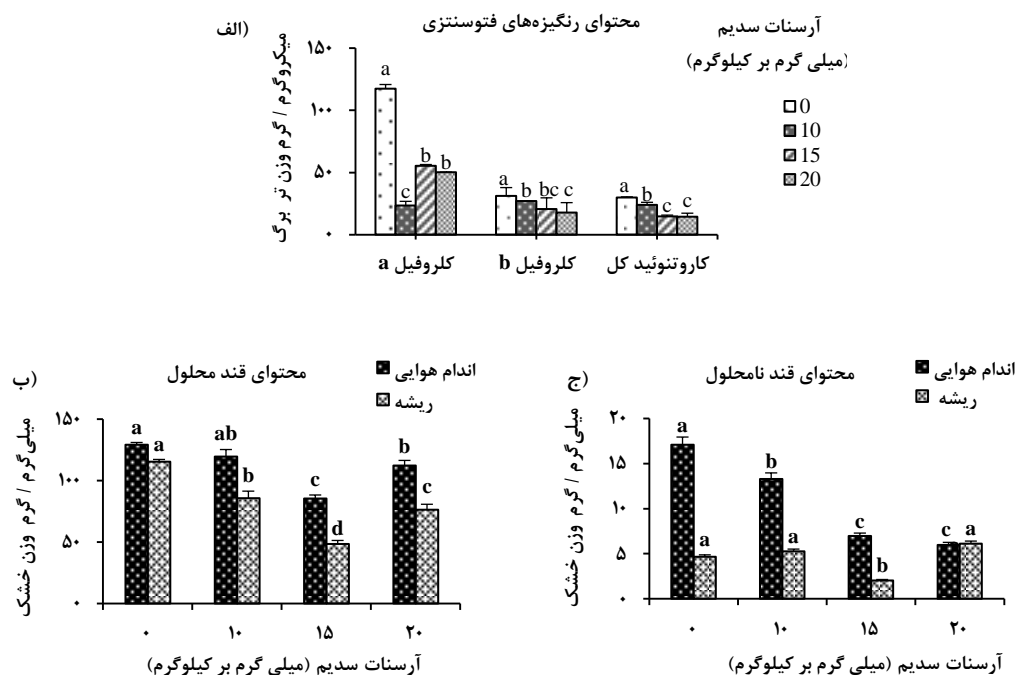 (الف
محتوای رنگیزه‌های فتوسنتزی
میکروگرم / گرم وزن تر برگ
۱۵۰
۱۰۰
۵۰
۰
a
c
b
b
a
b
bc
c
a
b
c
c
کلروفیل a
کلروفیل b
کاروتنوئید کل
آرسنات سدیم
(میلی گرم بر کیلوگرم)
0
10
15
20
(ب
محتوای قند محلول
اندام هوایی
ریشه
میلی‌گرم / گرم وزن خشک
۱۵۰
۱۰۰
۵۰
۰
a
a
ab
b
c
d
b
c
۰
۱۰
۱۵
۲۰
آرسنات سدیم (میلی گرم بر کیلوگرم)
(ج
محتوای قند نامحلول
اندام هوایی
ریشه
میلی‌گرم / گرم وزن خشک
۲۰
۱۵
۱۰
۵
۰
a
a
b
a
c
b
c
a
۰
۱۰
۱۵
۲۰
آرسنات سدیم (میلی گرم بر کیلوگرم)